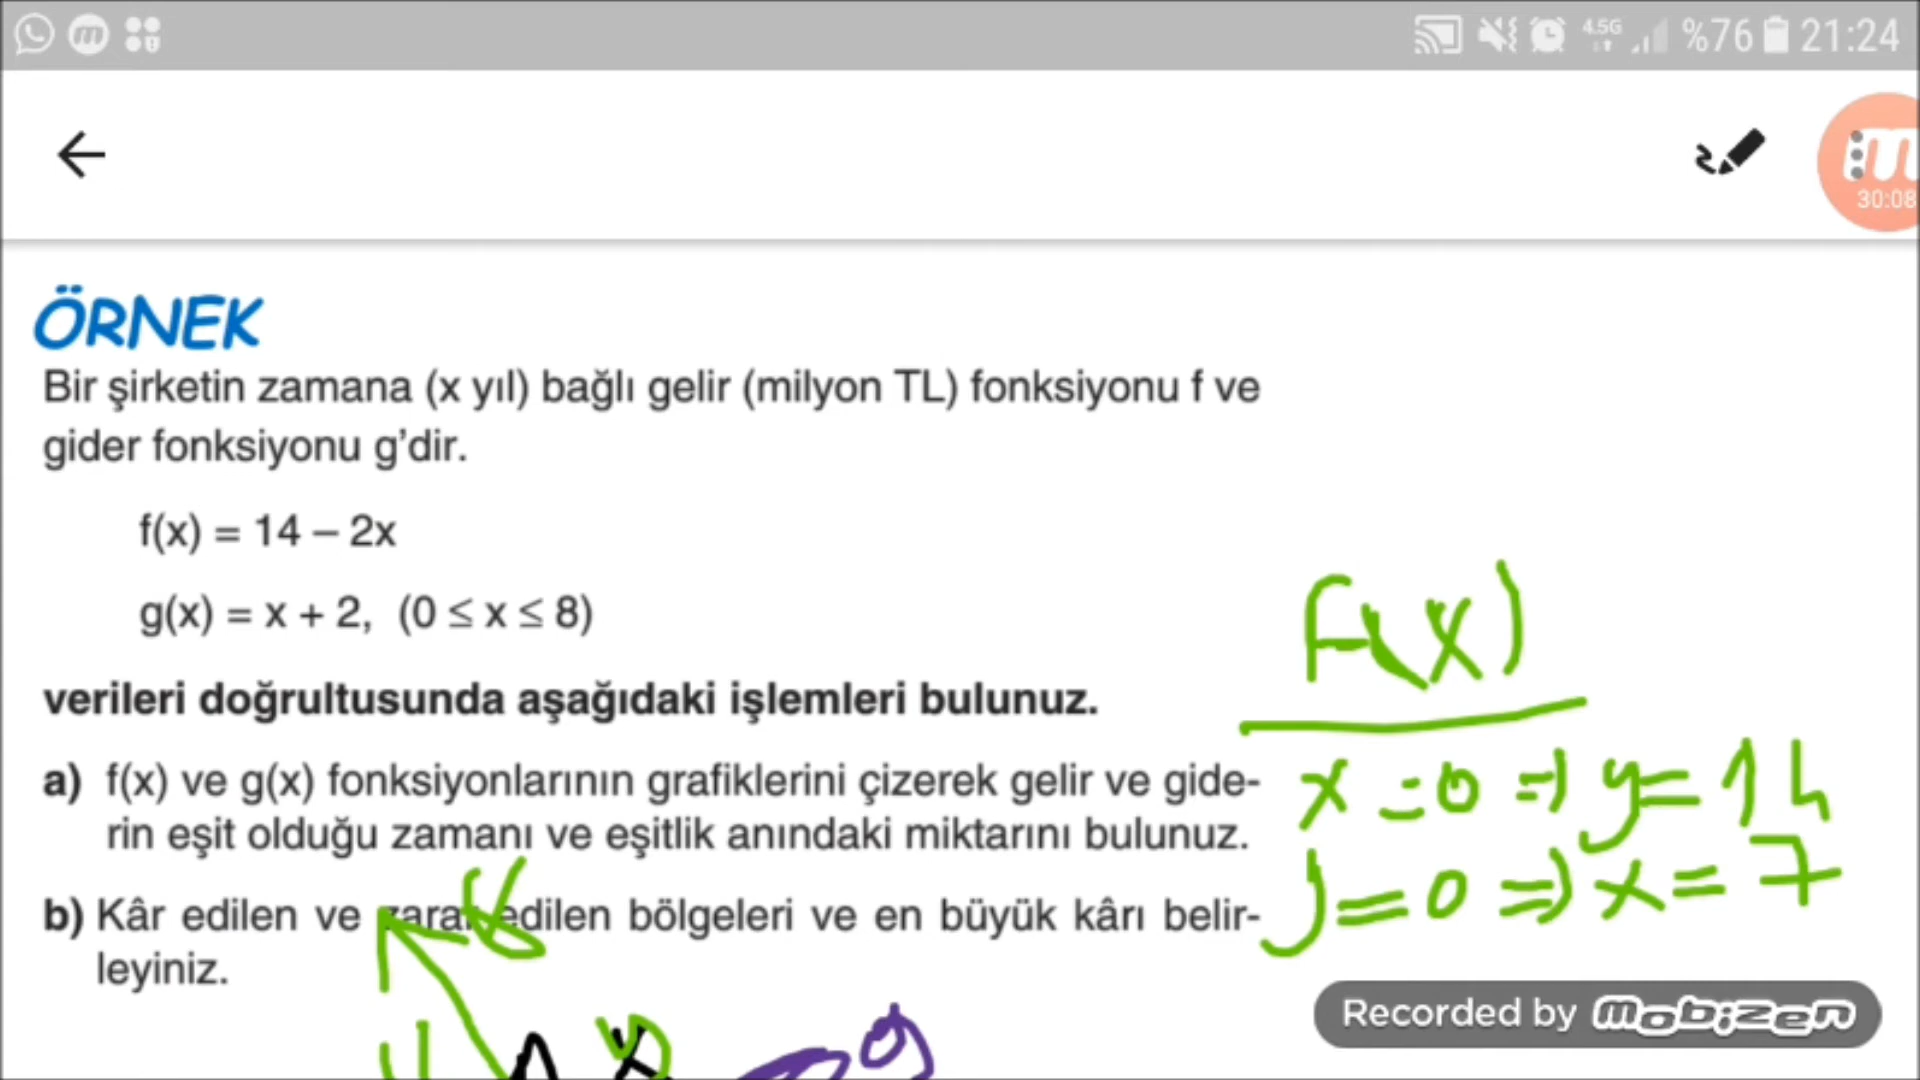 4.5G %76 21:24
30:08
ÖRNEK
Bir şirketin zamana (x yıl) bağlı gelir (milyon TL) fonksiyonu f ve
gider fonksiyonu g'dir.
f(x) = 14 – 2x
g(x) = x + 2, (0 ≤ x ≤ 8)
verileri doğrultusunda aşağıdaki işlemleri bulunuz.
a) f(x) ve g(x) fonksiyonlarının grafiklerini çizerek gelir ve gide-
rin eşit olduğu zamanı ve eşitlik anındaki miktarını bulunuz.
b) Kâr edilen ve zarar edilen bölgeleri ve en büyük kârı belir-
leyiniz.
F(x)
x = 0 ⇒ y = 14
y = 0 ⇒ x = 7
g
Recorded by mobizen